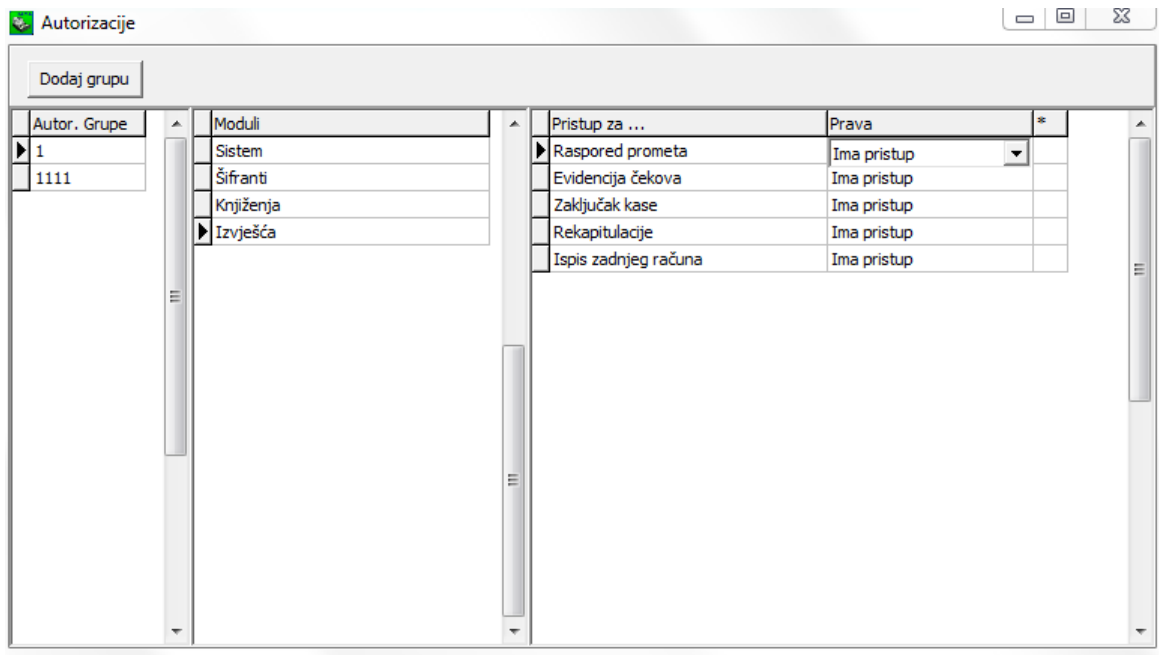 Autorizacije
Dodaj grupu
Autor. Grupe
1
1111
Moduli
Sistem
Šifranti
Knjiženja
Izvješća
Pristup za ... Prava *
Raspored prometa Ima pristup
Evidencija čekova Ima pristup
Zaključak kase Ima pristup
Rekapitulacije Ima pristup
Ispis zadnjeg računa Ima pristup